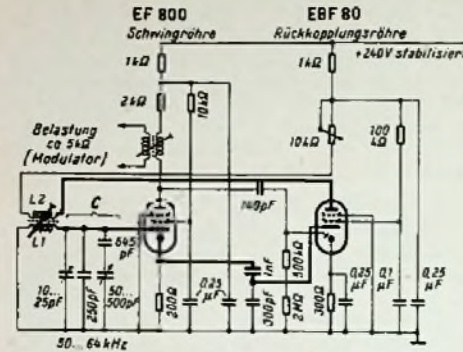 EF 800
EBF 80
Schwingröhre
Rückkopplungsröhre
+240V stabilisiert
1kΩ
1kΩ
2kΩ
10kΩ
10kΩ
100
kΩ
Belastung
ca 5kΩ
(Modulator)
140pF
L2
C
L1
645
pF
10...
25pF
250pF
50...
500pF
200Ω
0,25
µF
1nF
300pF
200kΩ
2MΩ
300Ω
0,25
µF
0,1
µF
0,25
µF
50... 64kHz